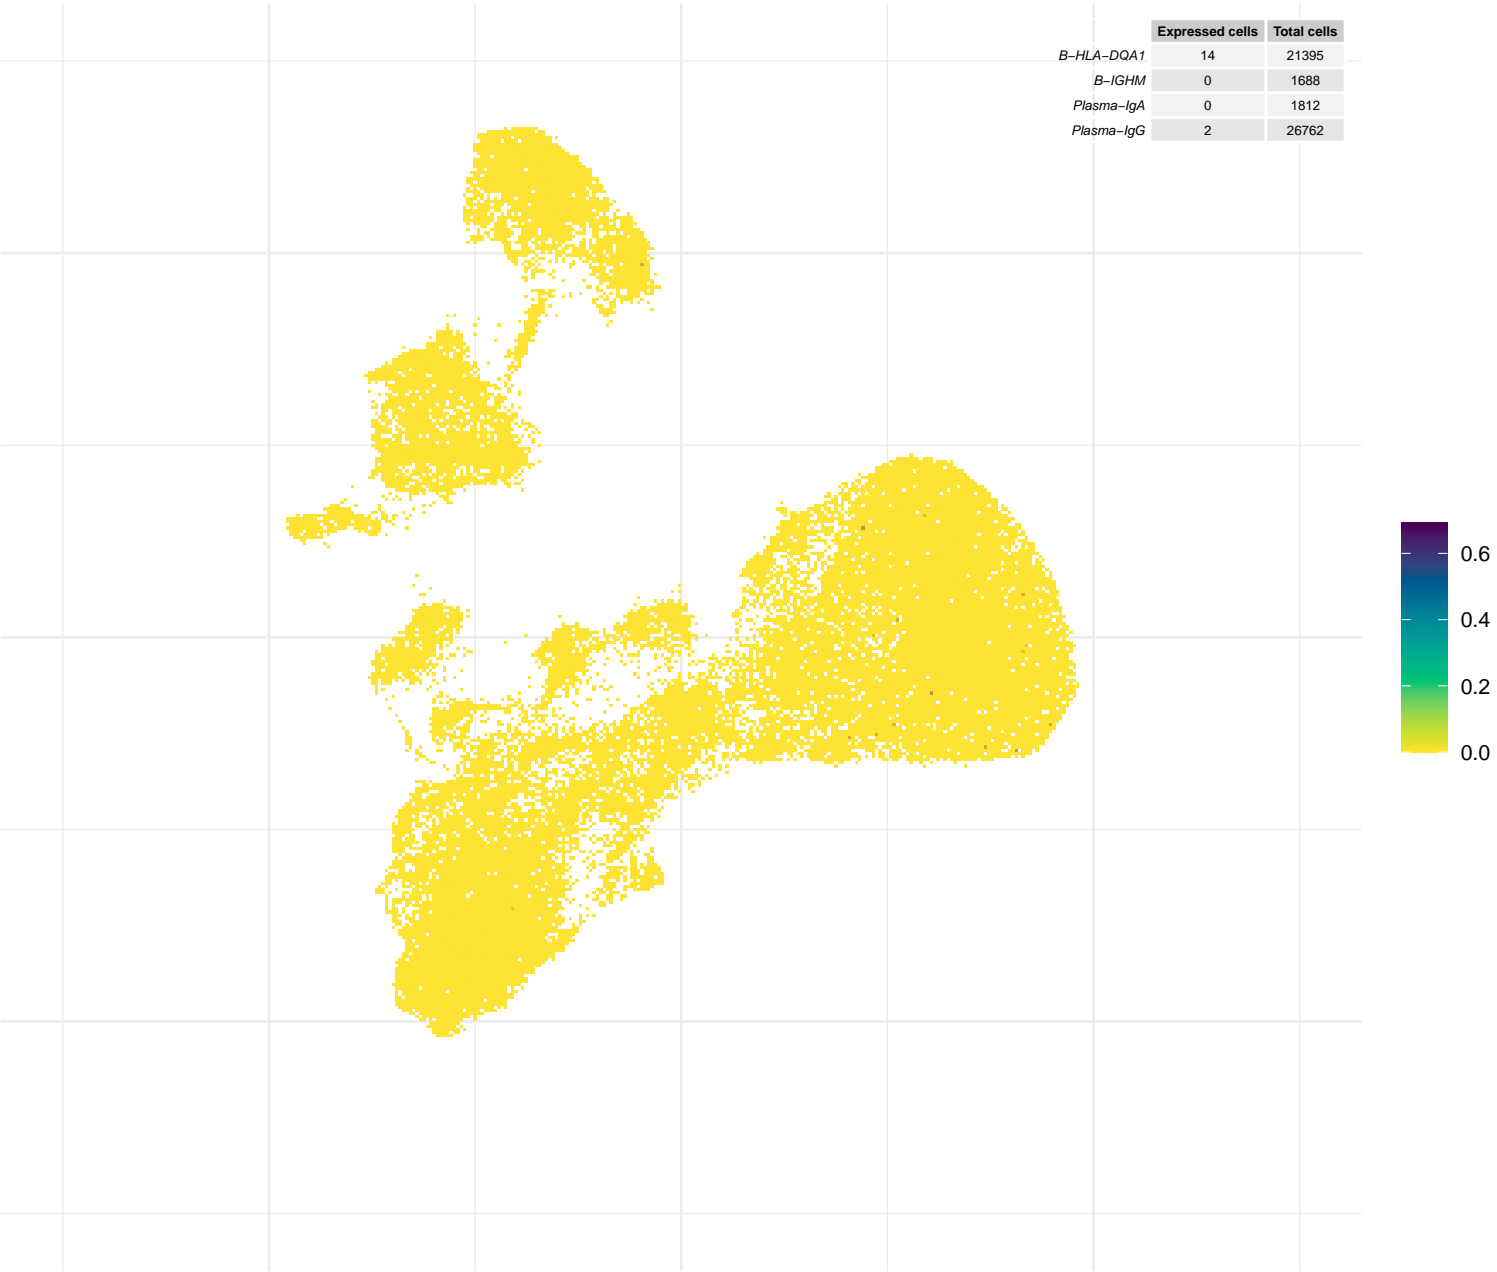 Expressed cells Total cells
B−HLA−DQA1 14 21395
B−IGHM 0 1688
Plasma−IgA 0 1812
Plasma−IgG 2 26762
0.6
0.4
0.2
0.0